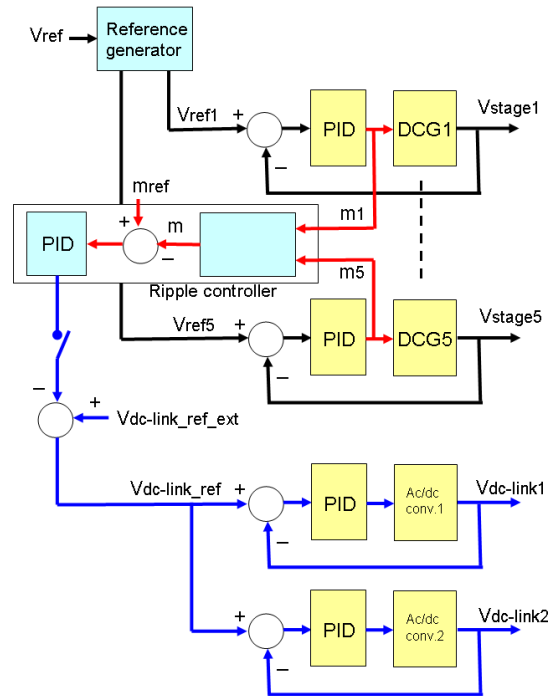 Vref
Reference
generator
Vref1
+
−
PID
DCG1
Vstage1
mref
m1
PID
+
−
m
m5
Ripple controller
Vref5
+
−
PID
DCG5
Vstage5
−
+
Vdc-link_ref_ext
Vdc-link_ref
+
−
PID
Ac/dc
conv.1
Vdc-link1
+
−
PID
Ac/dc
conv.2
Vdc-link2